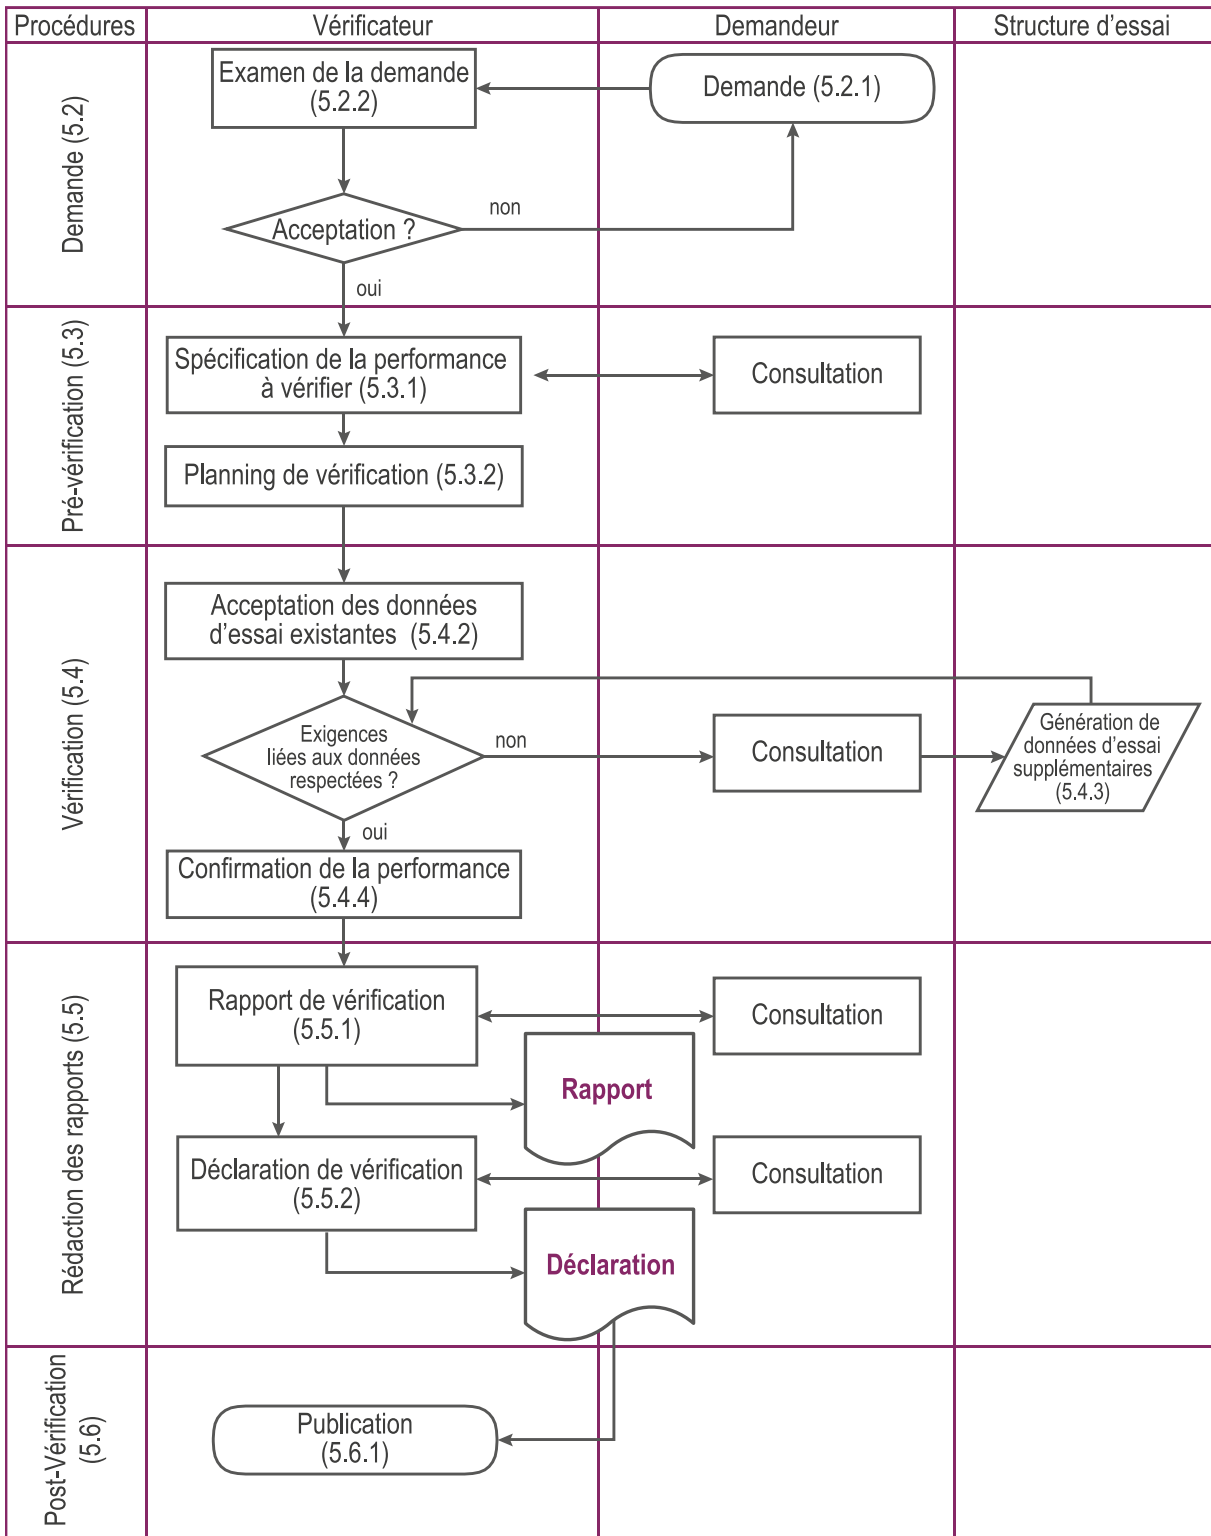 Procédures
Vérificateur
Demandeur
Structure d’essai
Demande (5.2)
Examen de la demande
(5.2.2)
Demande (5.2.1)
Acceptation ?
non
oui
Pré-vérification (5.3)
Spécification de la performance
à vérifier (5.3.1)
Consultation
Planning de vérification (5.3.2)
Vérification (5.4)
Acceptation des données
d’essai existantes (5.4.2)
Exigences
liées aux données
respectées ?
non
Consultation
Génération de
données d’essai
supplémentaires
(5.4.3)
oui
Confirmation de la performance
(5.4.4)
Rédaction des rapports (5.5)
Rapport de vérification
(5.5.1)
Consultation
Rapport
Déclaration de vérification
(5.5.2)
Consultation
Déclaration
Post-Vérification
(5.6)
Publication
(5.6.1)